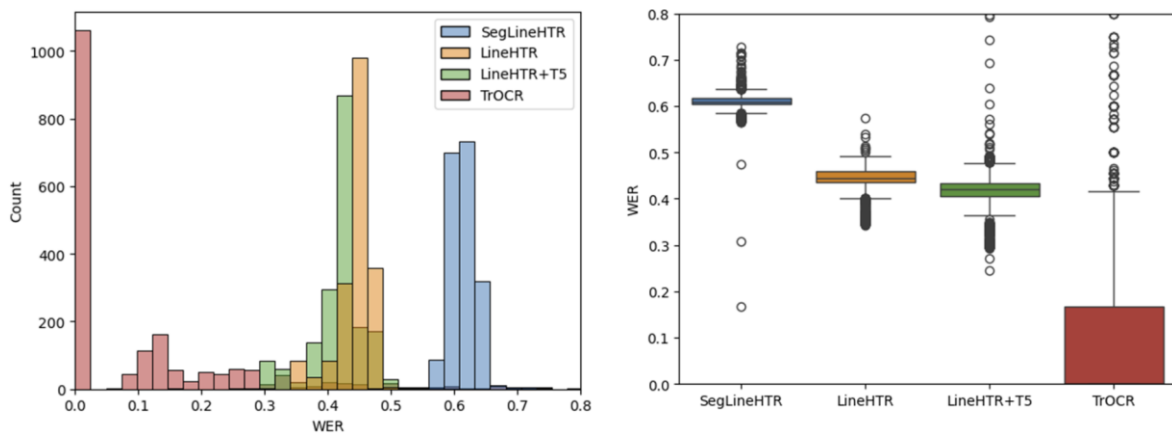 SegLineHTR
LineHTR
LineHTR+T5
TrOCR
Count
1000
800
600
400
200
0
0.0 0.1 0.2 0.3 0.4 0.5 0.6 0.7 0.8
WER
WER
0.8
0.7
0.6
0.5
0.4
0.3
0.2
0.1
0.0
SegLineHTR LineHTR LineHTR+T5 TrOCR